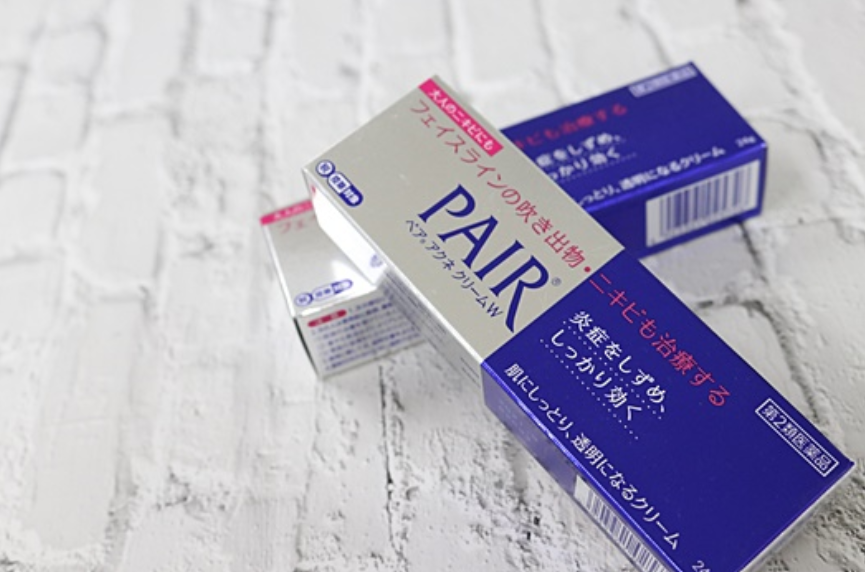 大人のニキビにも
フェイスラインの吹き出物・ニキビも治療する
PAIR®
ペア®アクネクリームW
炎症をしずめ、
しっかり効く
肌にしっとり、透明になるクリーム
第2類医薬品
24
ビも治療する
症をしずめ、
っかり効く
っとり、透明になるクリーム
24g
フェ